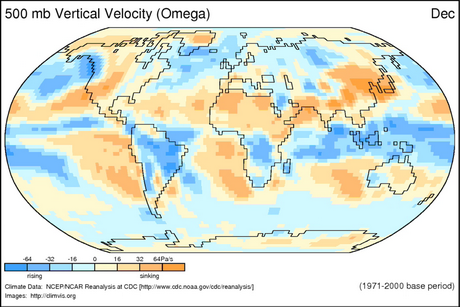 500 mb Vertical Velocity (Omega) Dec
-64 -32 -16 0 16 32 64Pa/s
rising sinking
Climate Data: NCEP/NCAR Reanalysis at CDC [http://www.cdc.noaa.gov/cdc/reanalysis/] (1971-2000 base period)
Images: http://climvis.org